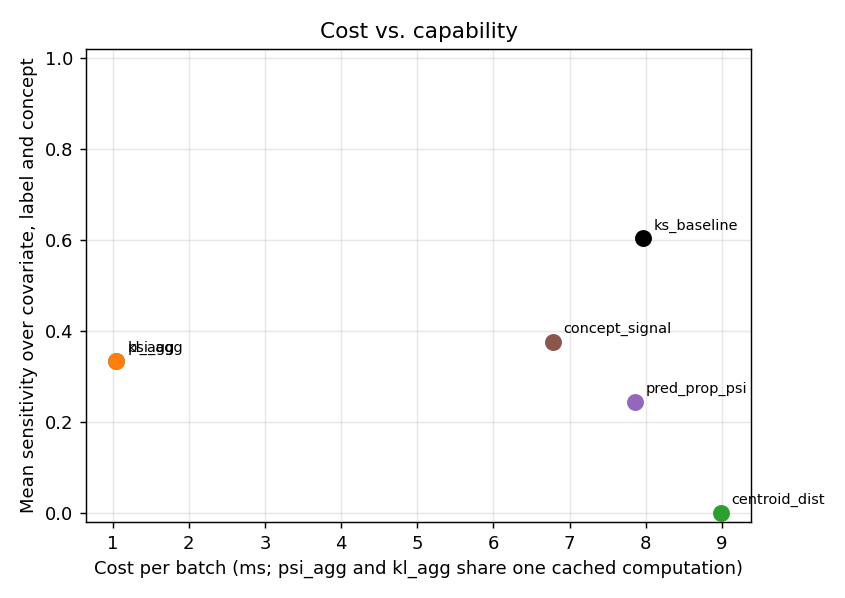 Cost vs. capability
Mean sensitivity over covariate, label and concept
1.0
0.8
0.6
0.4
0.2
0.0
ks_baseline
concept_signal
psi_agg
kl_agg
pred_prop_psi
centroid_dist
1 2 3 4 5 6 7 8 9
Cost per batch (ms; psi_agg and kl_agg share one cached computation)